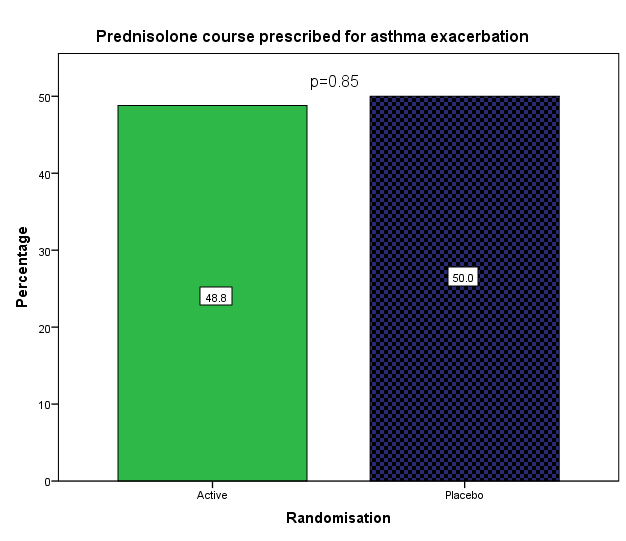 Prednisolone course prescribed for asthma exacerbation
p=0.85
50
40
30
20
10
0
Percentage
48.8
50.0
Active
Placebo
Randomisation